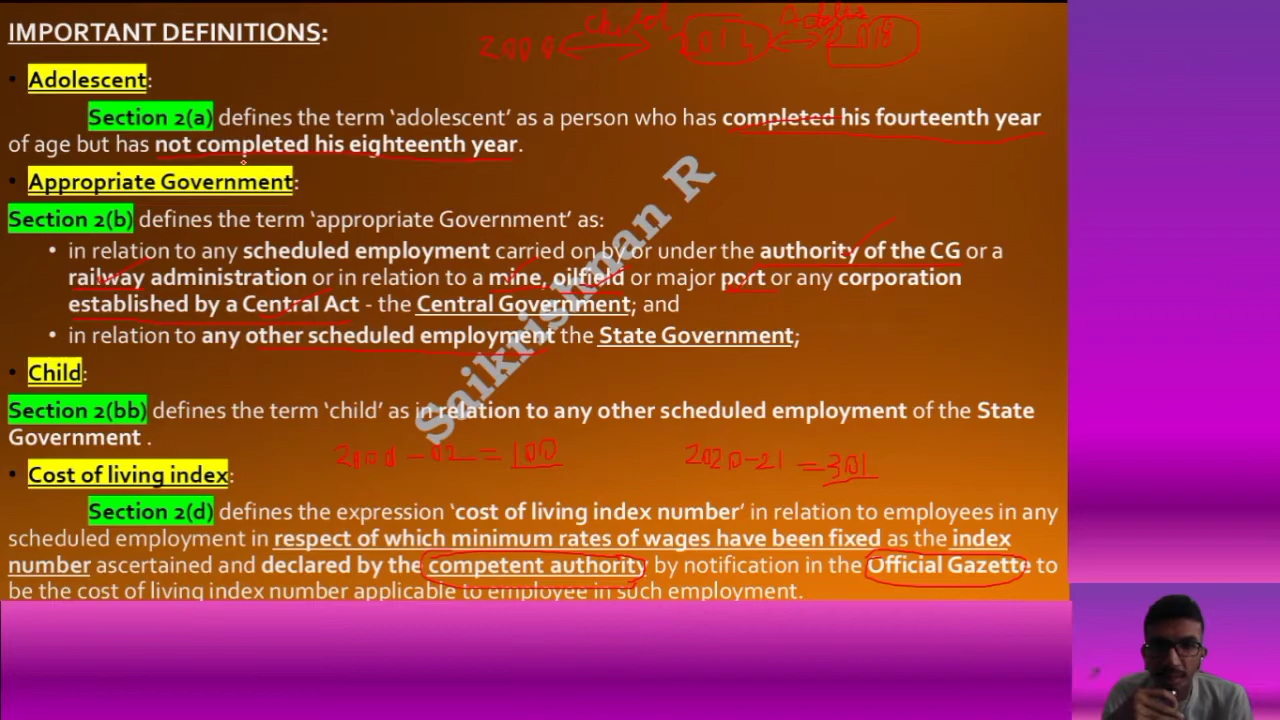 IMPORTANT DEFINITIONS:
2000 child 2014 Adoles 2018
• Adolescent:
Section 2(a) defines the term ‘adolescent’ as a person who has completed his fourteenth year
of age but has not completed his eighteenth year.
• Appropriate Government:
Section 2(b) defines the term ‘appropriate Government’ as:
• in relation to any scheduled employment carried on by or under the authority of the CG or a
railway administration or in relation to a mine, oilfield or major port or any corporation
established by a Central Act - the Central Government; and
• in relation to any other scheduled employment the State Government;
• Child:
Section 2(bb) defines the term ‘child’ as in relation to any other scheduled employment of the State
Government .
2000 - 02 = 100 2020-21 = 301
• Cost of living index:
Section 2(d) defines the expression ‘cost of living index number’ in relation to employees in any
scheduled employment in respect of which minimum rates of wages have been fixed as the index
number ascertained and declared by the competent authority by notification in the Official Gazette to
be the cost of living index number applicable to employee in such employment.
Saikrishnan R